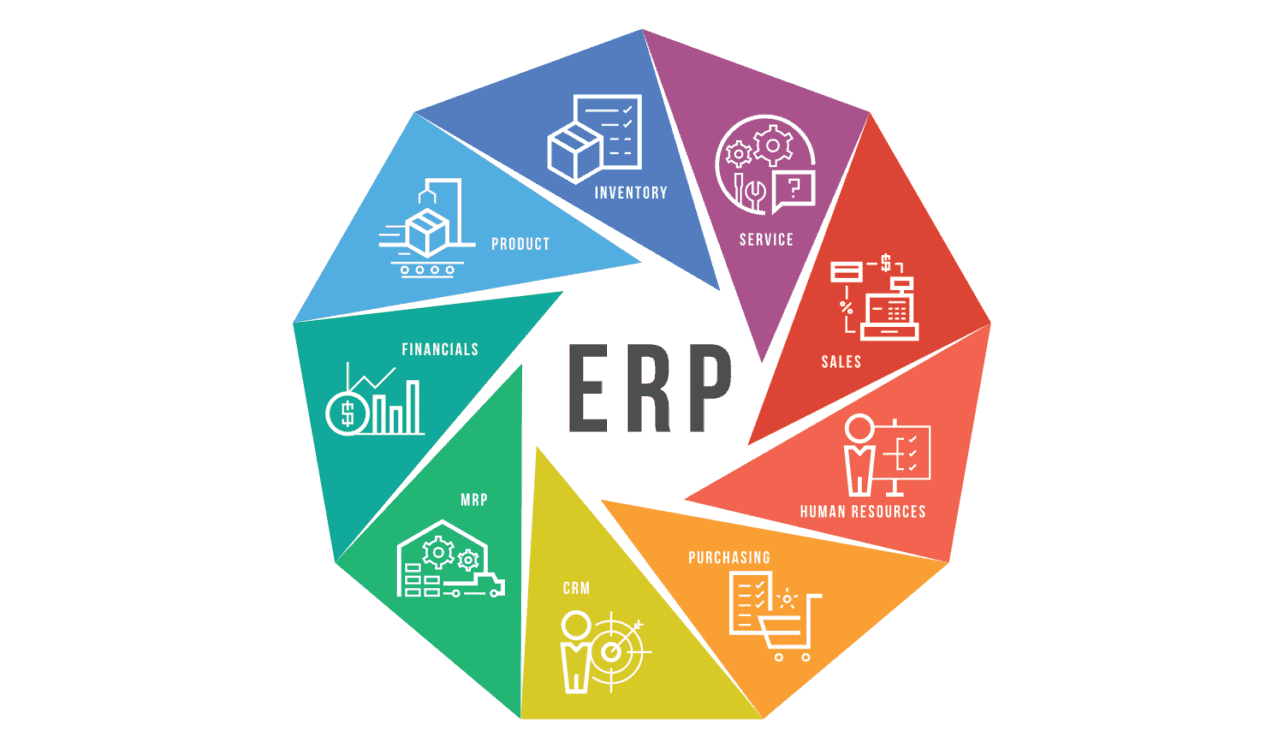 INVENTORY
SERVICE
PRODUCT
SALES
FINANCIALS
ERP
HUMAN RESOURCES
MRP
PURCHASING
CRM
$
%
?
$